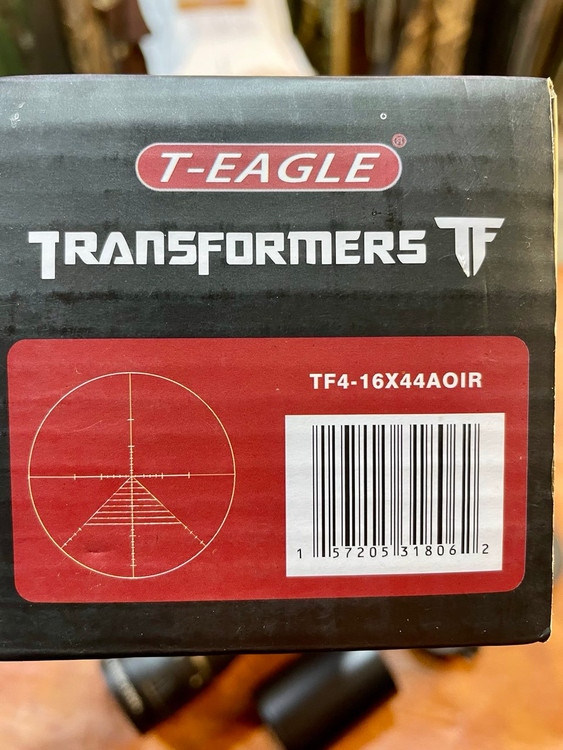 T-EAGLE®
TRANSFORMERS TF
TF4-16X44AOIR
1 57205 31806 2